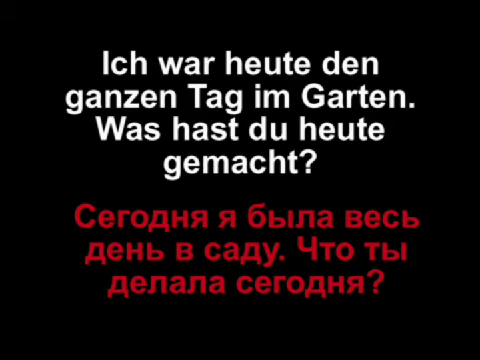 Ich war heute den
ganzen Tag im Garten.
Was hast du heute
gemacht?
Сегодня я была весь
день в саду. Что ты
делала сегодня?